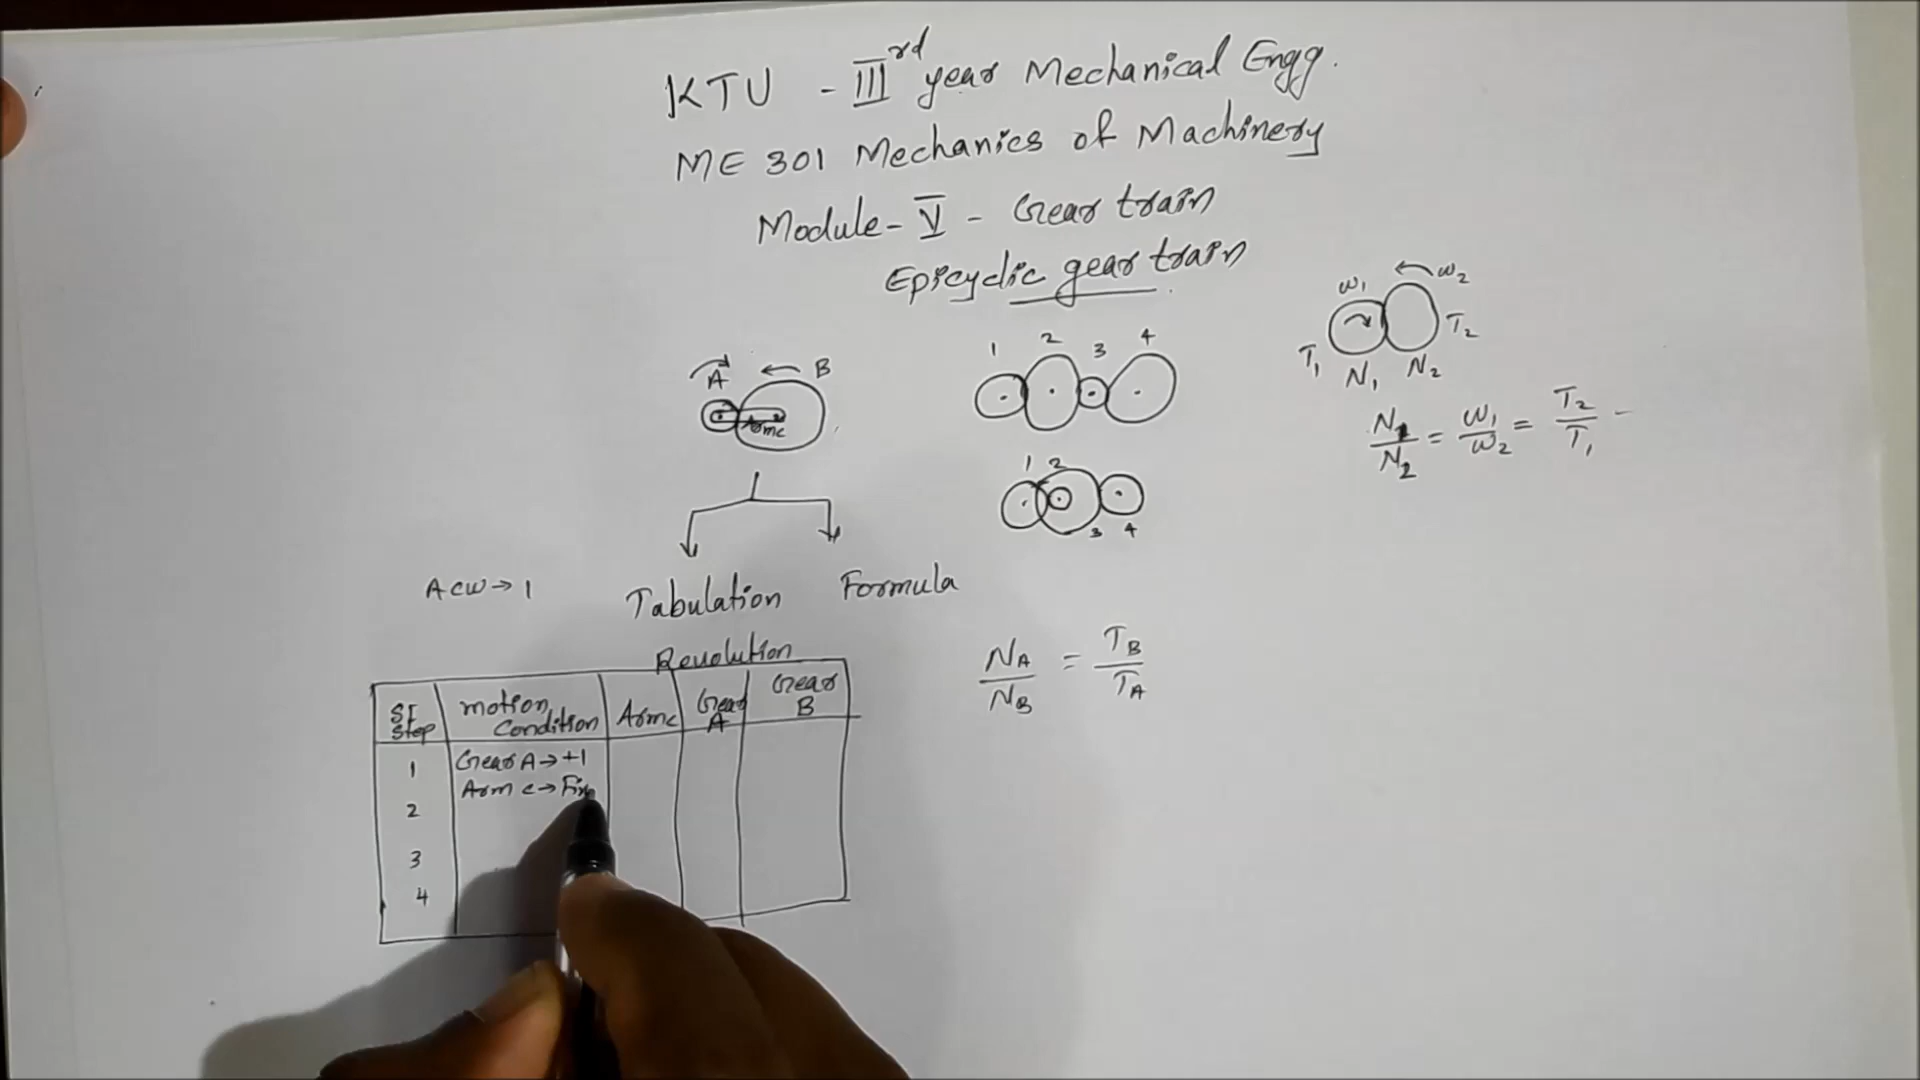 KTU - III rd year Mechanical Engg.
ME 301 Mechanics of Machinery
Module - V - Gear train
Epicyclic gear train
A B
Arm c
1 2 3 4
1 2
3 4
ω1 ω2
T1 N1 N2 T2
N1/N2 = ω1/ω2 = T2/T1 -
Tabulation Formula
ACW → 1
Revolution
Step Motion Condition Arm c Gear A Gear B
1 Gear A → +1
Arm c → Fix
2
3
4
NA/NB = TB/TA